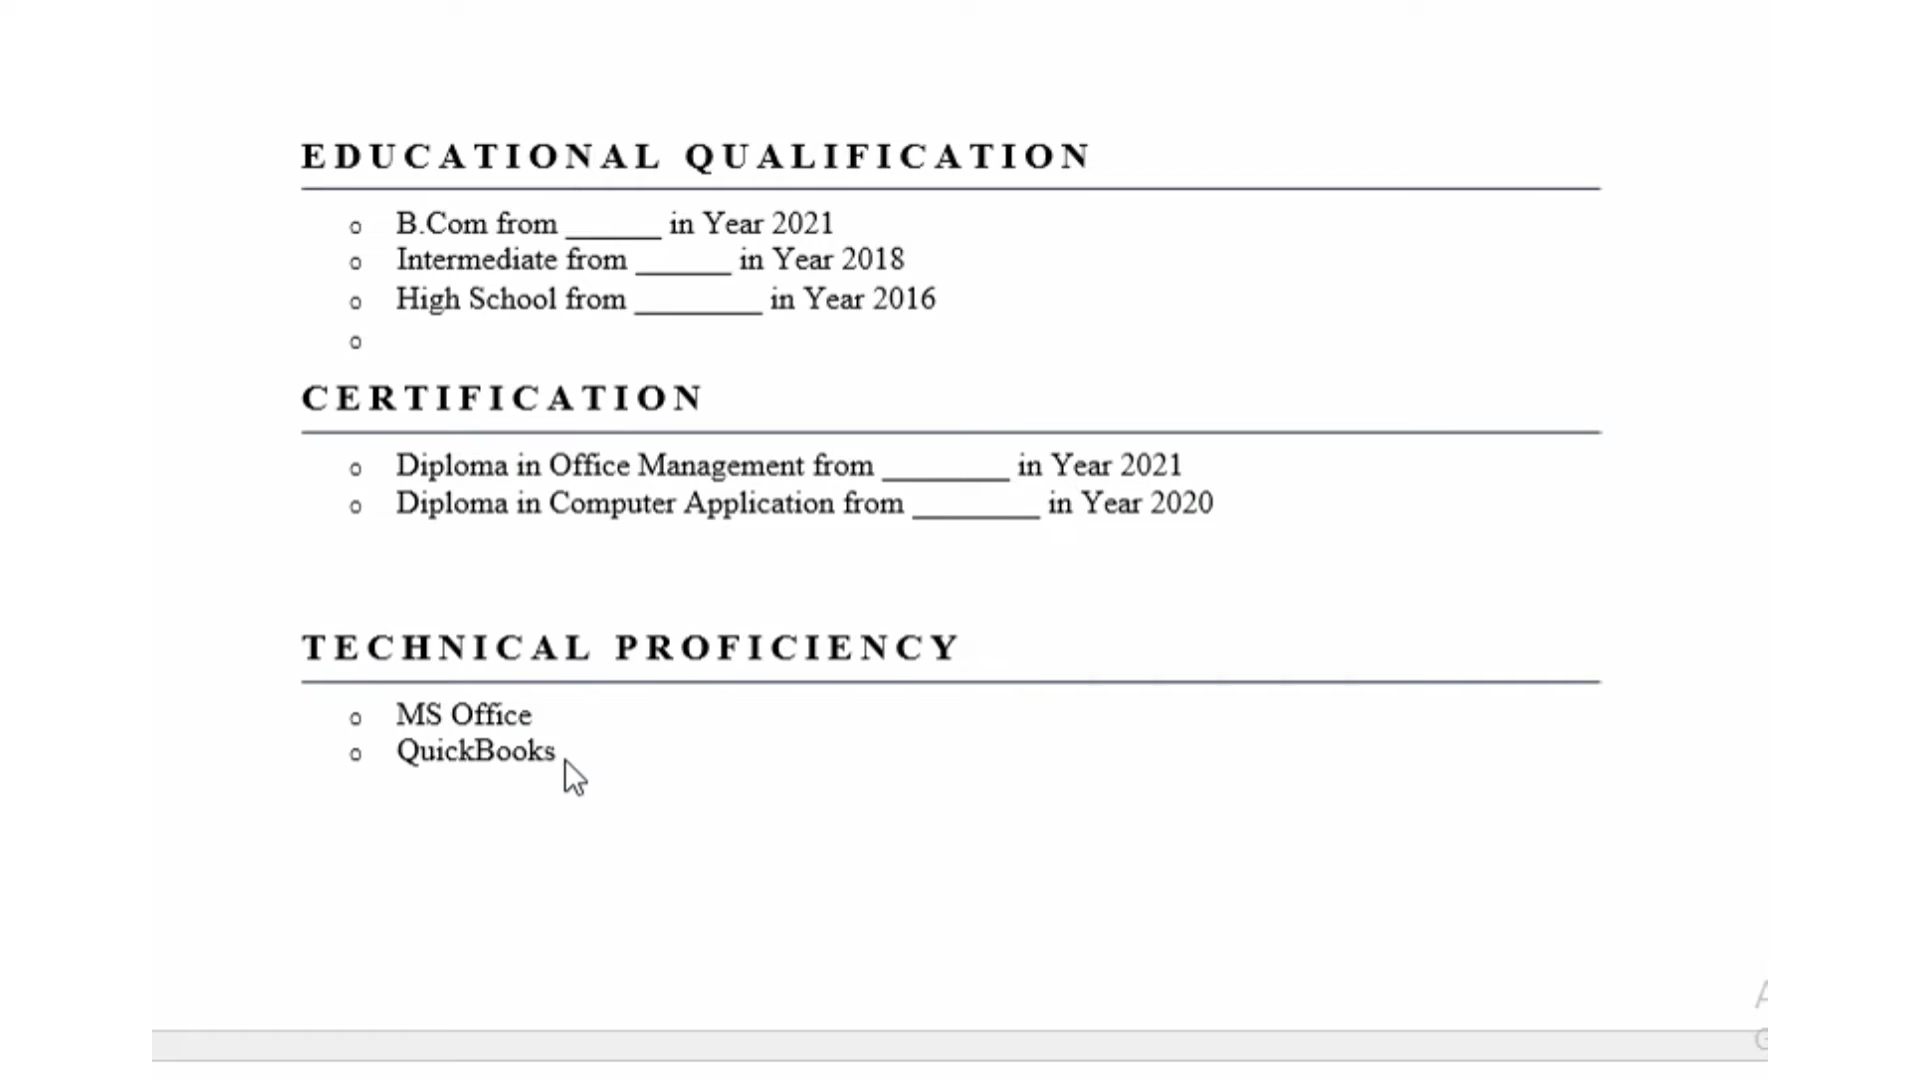 EDUCATIONAL QUALIFICATION
o B.Com from ______ in Year 2021
o Intermediate from ______ in Year 2018
o High School from ________ in Year 2016
o
CERTIFICATION
o Diploma in Office Management from ________ in Year 2021
o Diploma in Computer Application from ________ in Year 2020
TECHNICAL PROFICIENCY
o MS Office
o QuickBooks